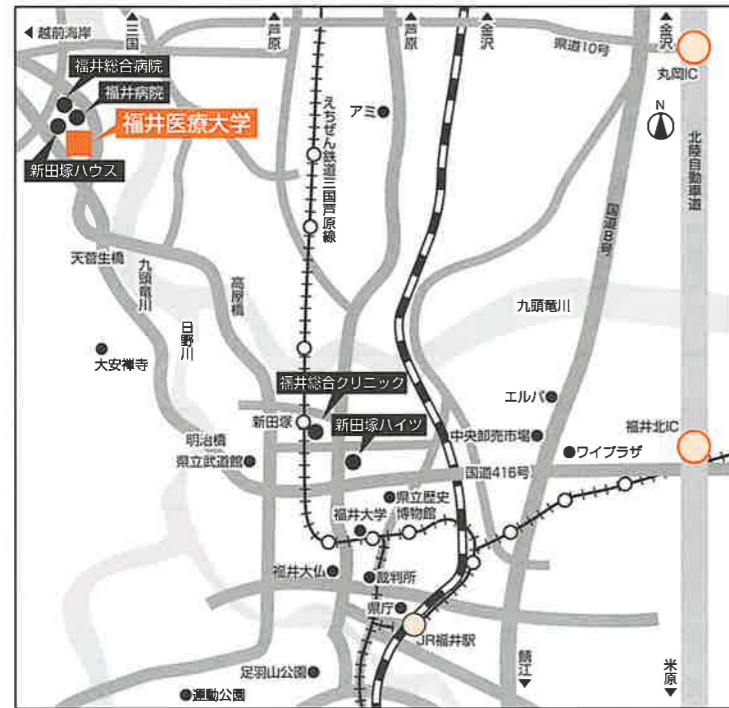 越前海岸
三国
芦原
芦原
金沢
金沢
県道10号
丸岡IC
福井総合病院
福井病院
福井医療大学
新田塚ハウス
えちぜん鉄道三国芦原線
アミ
N
北陸自動車道
国道8号
天菅生橋
九頭竜川
日野川
高屋橋
九頭竜川
大安禅寺
福井総合クリニック
エルパ
新田塚
新田塚ハイツ
中央卸売市場
福井北IC
明治橋
ワイプラザ
県立武道館
国道416号
県立歴史
博物館
福井大学
福井大仏
裁判所
県庁
JR福井駅
足羽山公園
鯖江
米原
運動公園